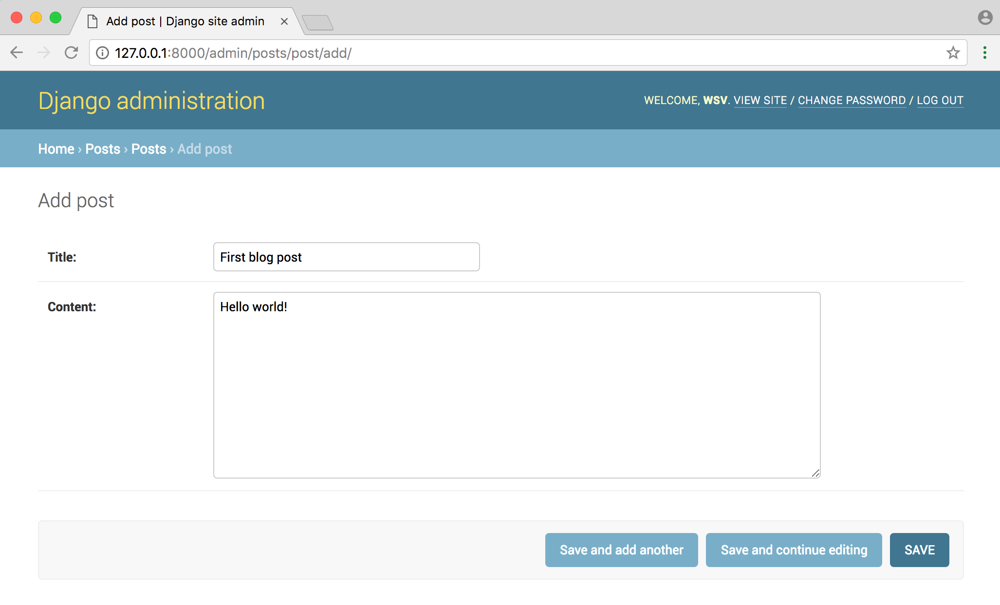 Add post | Django site admin
127.0.0.1:8000/admin/posts/post/add/
Django administration
WELCOME, WSV. VIEW SITE / CHANGE PASSWORD / LOG OUT
Home › Posts › Posts › Add post
Add post
Title:
First blog post
Content:
Hello world!
Save and add another
Save and continue editing
SAVE